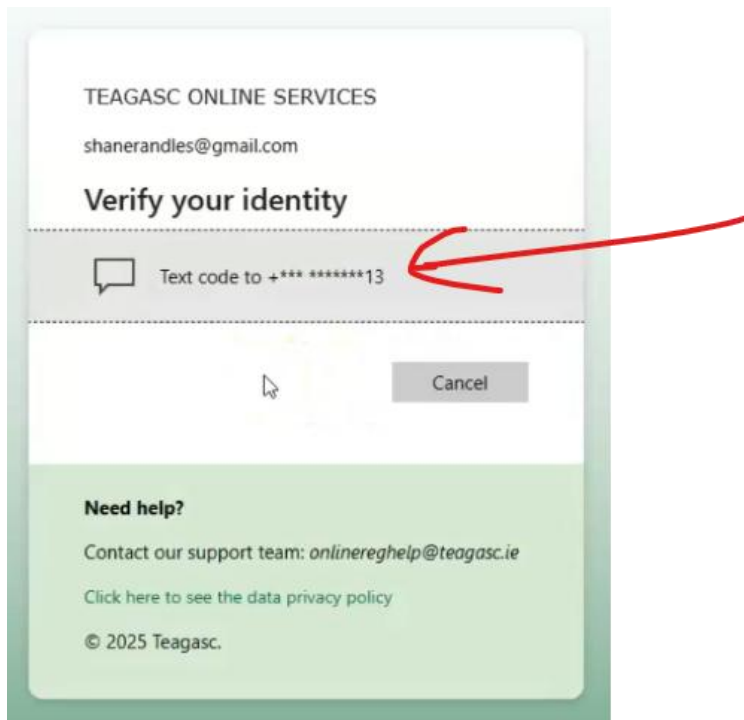 TEAGASC ONLINE SERVICES
shanerandles@gmail.com
Verify your identity
Text code to +*** *******13
Cancel
Need help?
Contact our support team: onlinereghelp@teagasc.ie
Click here to see the data privacy policy
© 2025 Teagasc.